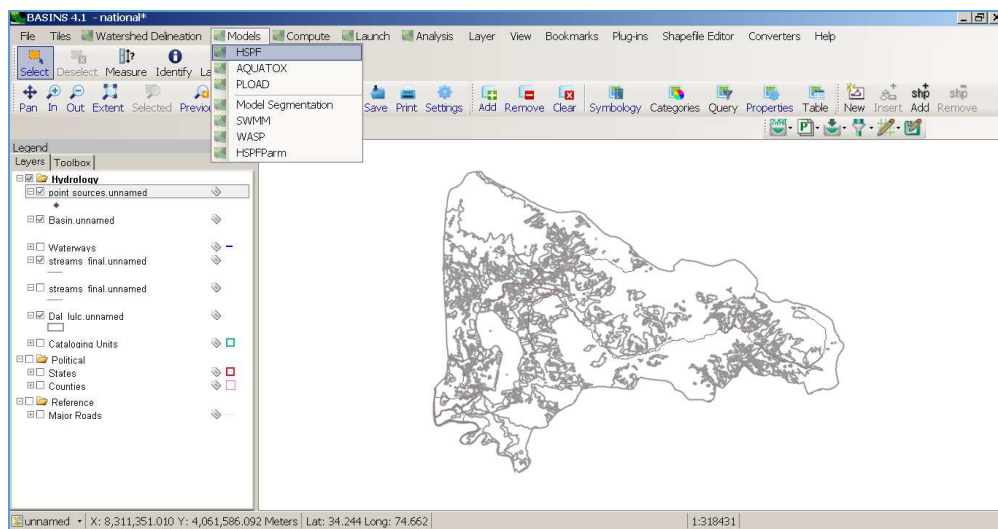 BASINS 4.1 - national*
File Tiles Watershed Delineation Models Compute Launch Analysis Layer View Bookmarks Plug-ins Shapefile Editor Converters Help
Select Deselect Measure Identify
Pan In Out Extent Selected Save Print Settings Add Remove Clear Symbology Categories Query Properties Table New Insert Add Remove
HSPF
AQUATOX
PLOAD
Model Segmentation
SWMM
WASP
HSPFParm
Legend
Layers Toolbox
Hydrology
point sources.unnamed
Basin.unnamed
Waterways
streams final.unnamed
streams final.unnamed
Dal lulc.unnamed
Cataloging Units
Political
States
Counties
Reference
Major Roads
unnamed X: 8,311,351.010 Y: 4,061,586.092 Meters Lat: 34.244 Long: 74.662 1:318431